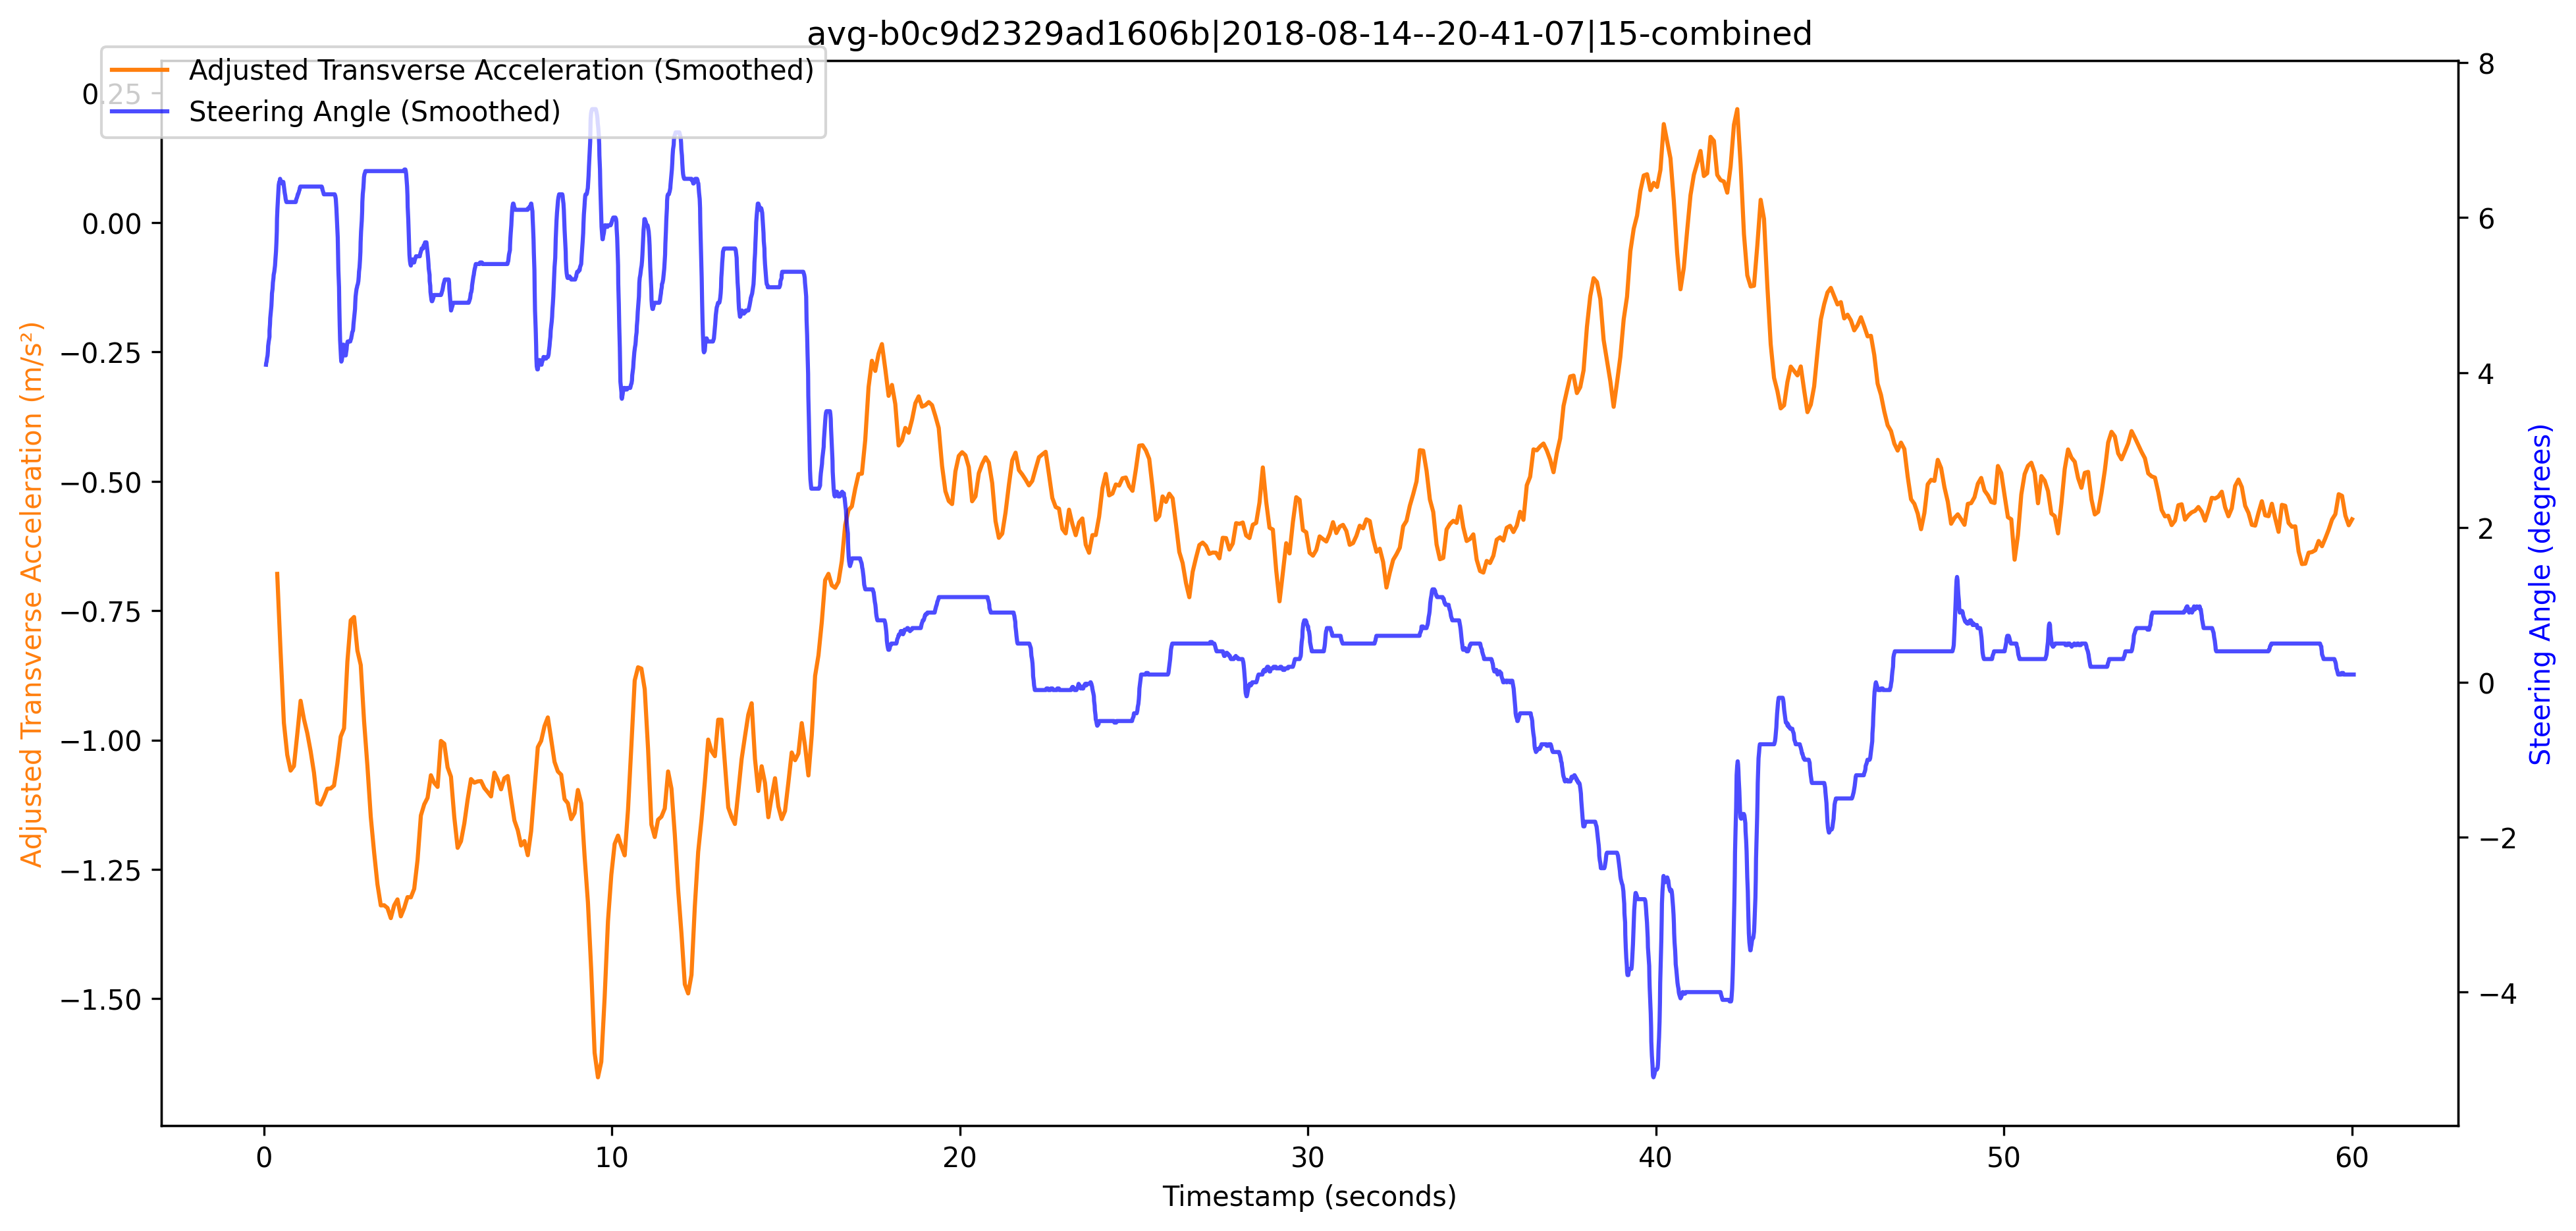 avg-b0c9d2329ad1606b|2018-08-14--20-41-07|15-combined
Adjusted Transverse Acceleration (Smoothed)
Steering Angle (Smoothed)
Adjusted Transverse Acceleration (m/s²)
0.25
0.00
−0.25
−0.50
−0.75
−1.00
−1.25
−1.50
8
6
4
2
0
−2
−4
Steering Angle (degrees)
0 10 20 30 40 50 60
Timestamp (seconds)